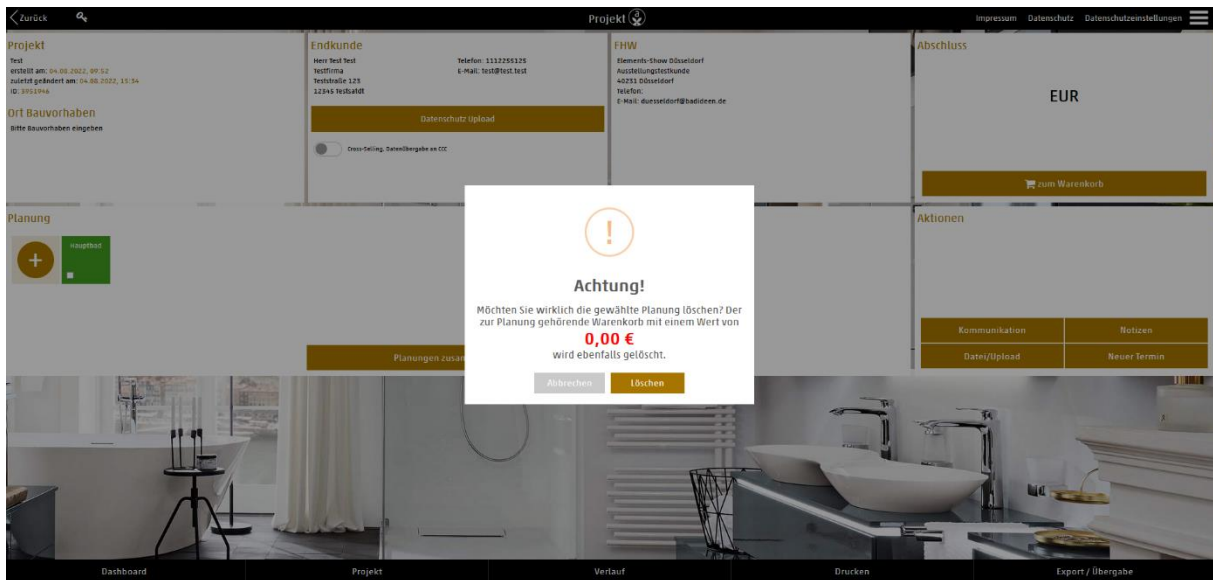 Zurück
Projekt
Impressum Datenschutz Datenschutzeinstellungen
Projekt
Test
erstellt am: 04.08.2022, 09:52
zuletzt geändert am: 04.08.2022, 15:34
ID: 3951946
Ort Bauvorhaben
Bitte Bauvorhaben eingeben
Endkunde
Herr Test Test
Testfirma
Teststraße 123
12345 Testsatdt
Telefon: 1112255125
E-Mail: test@test.test
Datenschutz Upload
Cross-Selling, Datenübergabe an CCC
FHW
Elements-Show Düsseldorf
Ausstellungstestkunde
40231 Düsseldorf
Telefon:
E-Mail: duesseldorf@badideen.de
Abschluss
EUR
zum Warenkorb
Planung
Hauptbad
Planungen zusam
!
Achtung!
Möchten Sie wirklich die gewählte Planung löschen? Der
zur Planung gehörende Warenkorb mit einem Wert von
0,00 €
wird ebenfalls gelöscht.
Abbrechen Löschen
Aktionen
Kommunikation Notizen
Datei/Upload Neuer Termin
Dashboard Projekt Verlauf Drucken Export / Übergabe